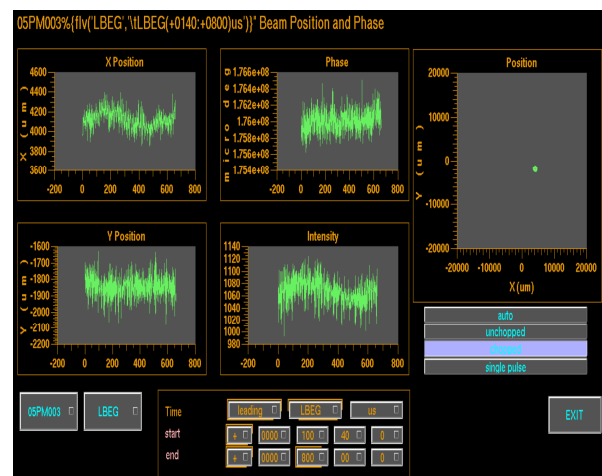 05PM003%{flv('LBEG','\tLBEG(+0140:+0800)us')}" Beam Position and Phase
X Position
X (um)
4600
4400
4200
4000
3800
3600
-200 0 200 400 600 800
Phase
micro deg
1.766e+08
1.764e+08
1.762e+08
1.76e+08
1.758e+08
1.756e+08
1.754e+08
-200 0 200 400 600 800
Position
Y (um)
20000
10000
0
-10000
-20000
-20000 -10000 0 10000 20000
X (um)
Y Position
Y (um)
-1600
-1700
-1800
-1900
-2000
-2100
-2200
-200 0 200 400 600 800
Intensity
1140
1120
1100
1080
1060
1040
1020
1000
980
-200 0 200 400 600 800
auto
unchopped
single pulse
05PM003 LBEG
Time leading LBEG us
start + 0000 100 40 0
end + 0000 800 00 0
EXIT